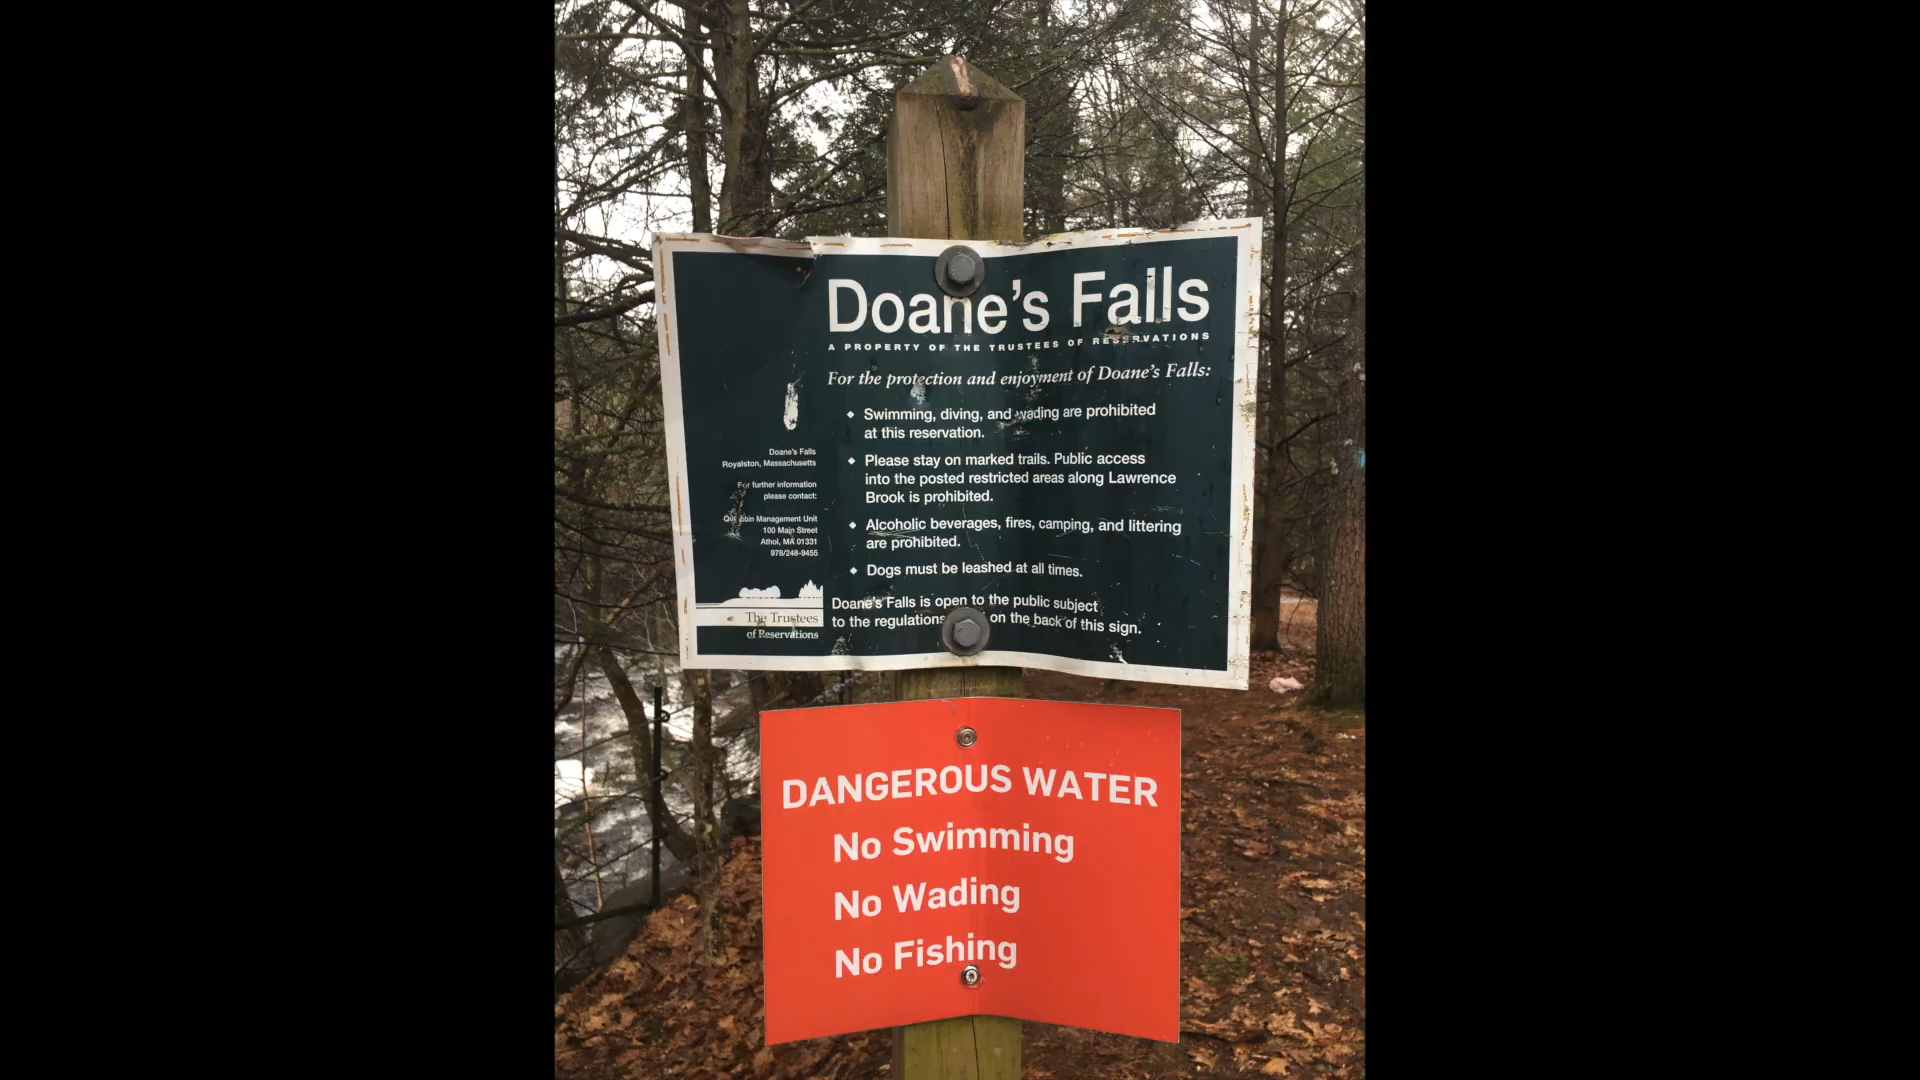 Doane's Falls
A PROPERTY OF THE TRUSTEES OF RESERVATIONS
For the protection and enjoyment of Doane's Falls:
Swimming, diving, and wading are prohibited
at this reservation.
Please stay on marked trails. Public access
into the posted restricted areas along Lawrence
Brook is prohibited.
Alcoholic beverages, fires, camping, and littering
are prohibited.
Dogs must be leashed at all times.
Doane's Falls is open to the public subject
to the regulations on the back of this sign.
Doane's Falls
Royalston, Massachusetts
For further information
please contact:
Management Unit
100 Main Street
Athol, MA 01331
978/248-9455
The Trustees
of Reservations
DANGEROUS WATER
No Swimming
No Wading
No Fishing